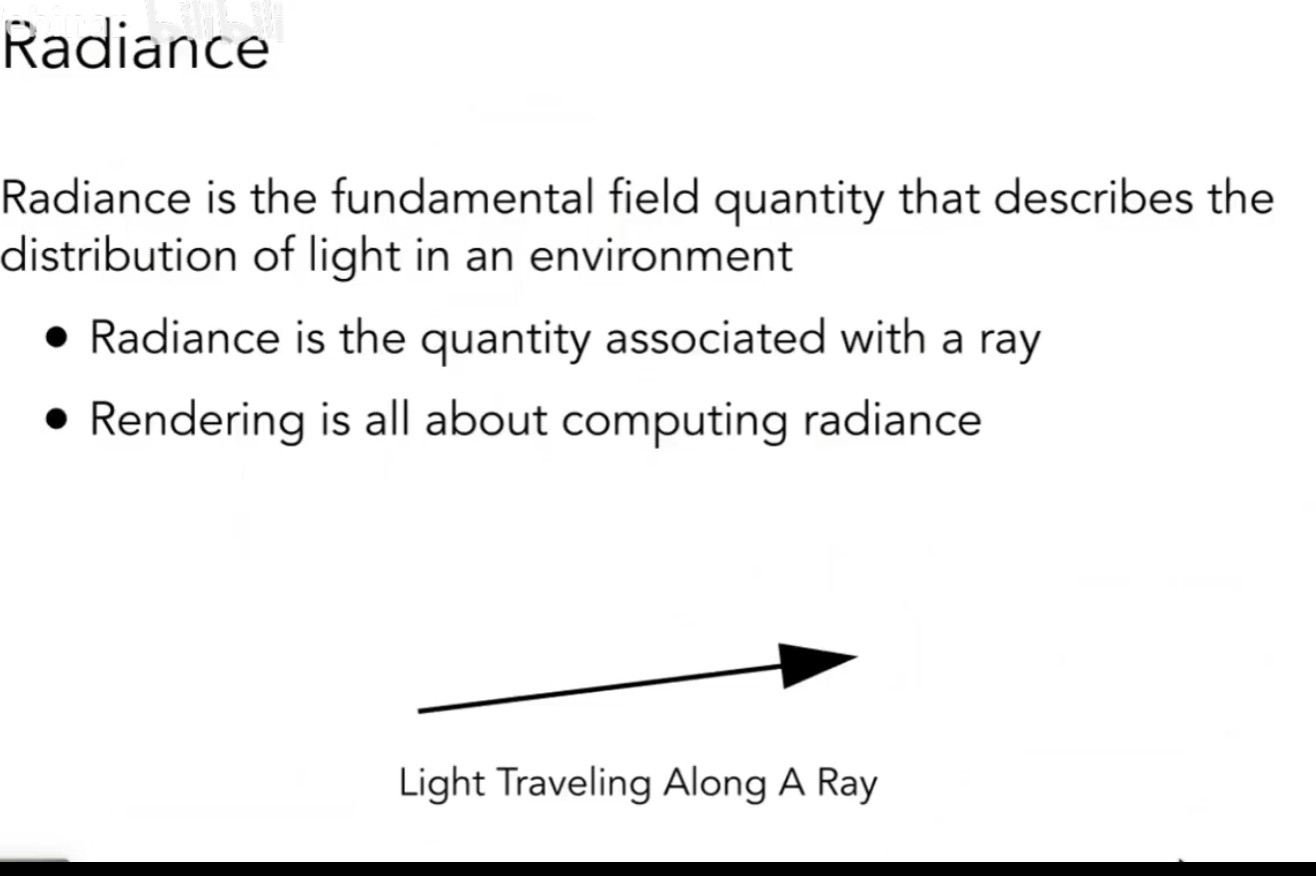 Radiance
Radiance is the fundamental field quantity that describes the
distribution of light in an environment
● Radiance is the quantity associated with a ray
● Rendering is all about computing radiance
Light Traveling Along A Ray